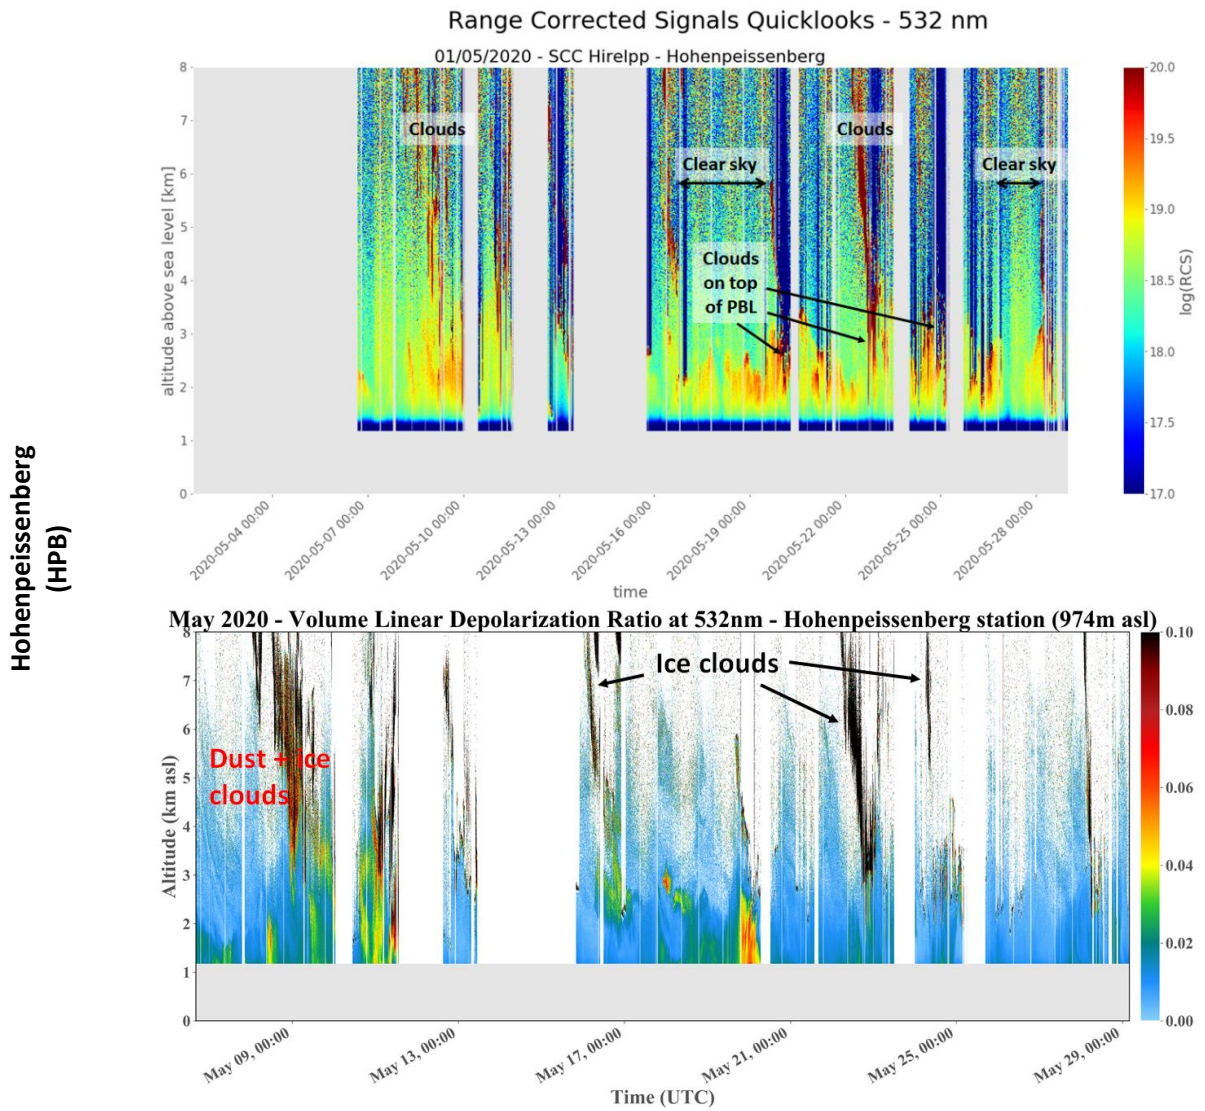 Range Corrected Signals Quicklooks - 532 nm
01/05/2020 - SCC Hirelpp - Hohenpeissenberg
8
7
6
5
4
3
2
1
0
altitude above sea level [km]
Clouds
Clear sky
Clouds
on top
of PBL
Clouds
Clear sky
20.0
19.5
19.0
18.5
18.0
17.5
17.0
log(RCS)
2020-05-04 00:00
2020-05-07 00:00
2020-05-10 00:00
2020-05-13 00:00
2020-05-16 00:00
2020-05-19 00:00
2020-05-22 00:00
2020-05-25 00:00
2020-05-28 00:00
time
Hohenpeissenberg
(HPB)
May 2020 - Volume Linear Depolarization Ratio at 532nm - Hohenpeissenberg station (974m asl)
8
7
6
5
4
3
2
1
0
Altitude (km asl)
Dust + ice
clouds
Ice clouds
0.10
0.08
0.06
0.04
0.02
0.00
May 09, 00:00
May 13, 00:00
May 17, 00:00
May 21, 00:00
May 25, 00:00
May 29, 00:00
Time (UTC)